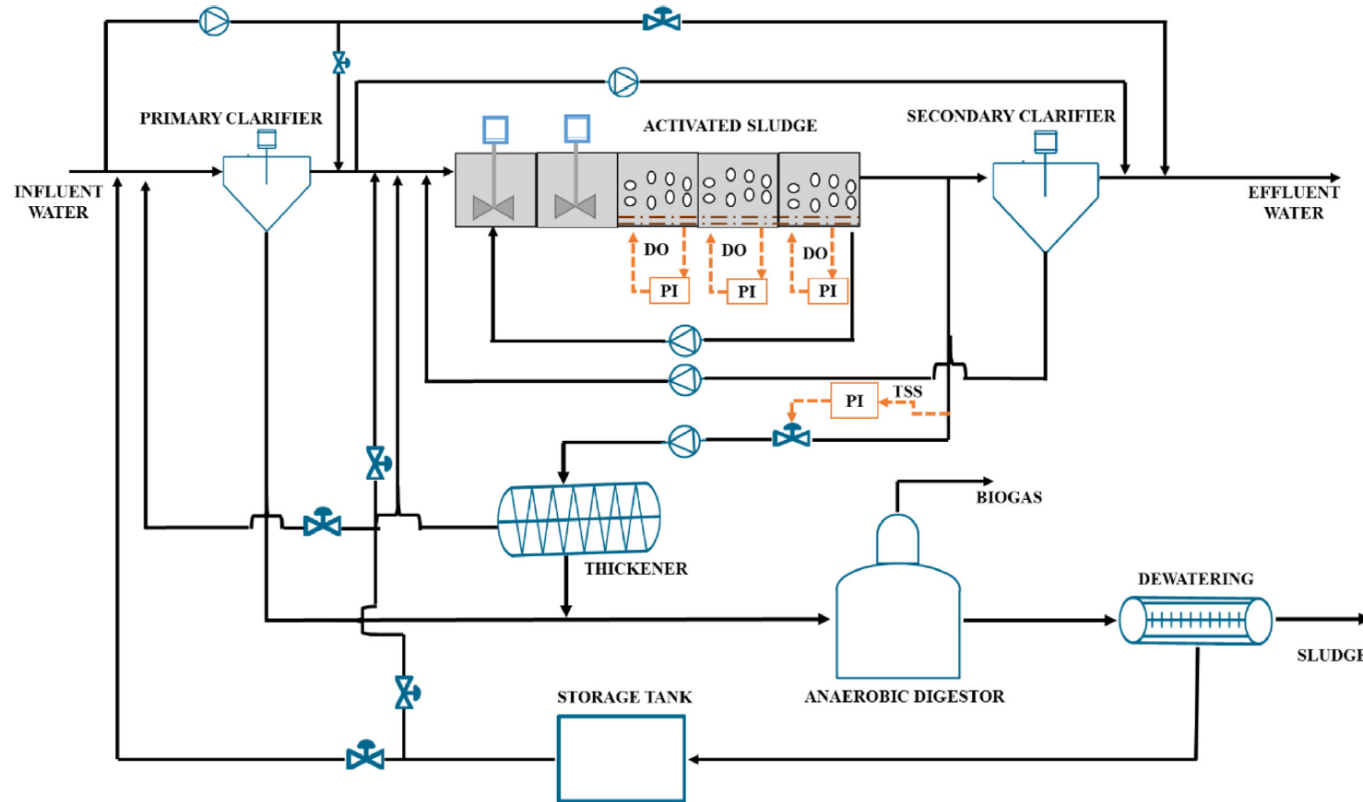 PRIMARY CLARIFIER
ACTIVATED SLUDGE
SECONDARY CLARIFIER
INFLUENT
WATER
EFFLUENT
WATER
DO
DO
DO
PI
PI
PI
TSS
PI
BIOGAS
THICKENER
DEWATERING
SLUDGE
ANAEROBIC DIGESTOR
STORAGE TANK